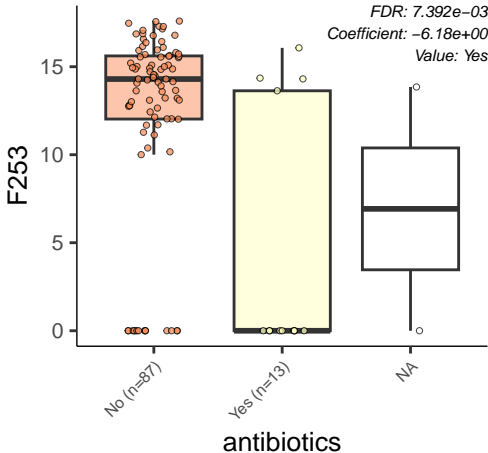 FDR: 7.392e−03
Coefficient: −6.18e+00
Value: Yes
15
10
5
0
F253
No (n=87)
Yes (n=13)
NA
antibiotics